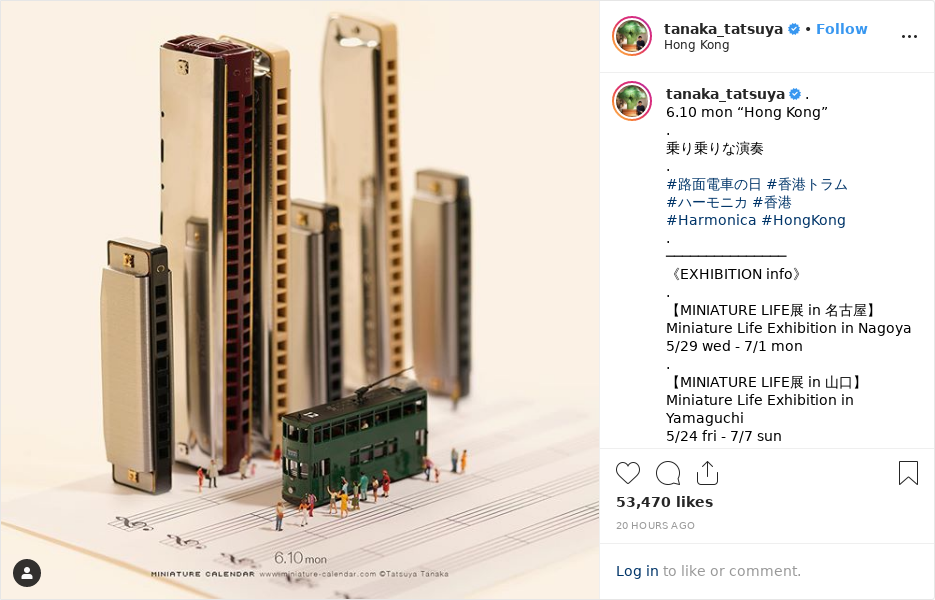 tanaka_tatsuya • Follow
Hong Kong
tanaka_tatsuya .
6.10 mon “Hong Kong”
.
乗り乗りな演奏
.
#路面電車の日 #香港トラム
#ハーモニカ #香港
#Harmonica #HongKong
.
———————————————
《EXHIBITION info》
.
【MINIATURE LIFE展 in 名古屋】
Miniature Life Exhibition in Nagoya
5/29 wed - 7/1 mon
.
【MINIATURE LIFE展 in 山口】
Miniature Life Exhibition in
Yamaguchi
5/24 fri - 7/7 sun
53,470 likes
20 HOURS AGO
Log in to like or comment.
6.10 mon
MINIATURE CALENDAR www.miniature-calendar.com ©Tatsuya Tanaka